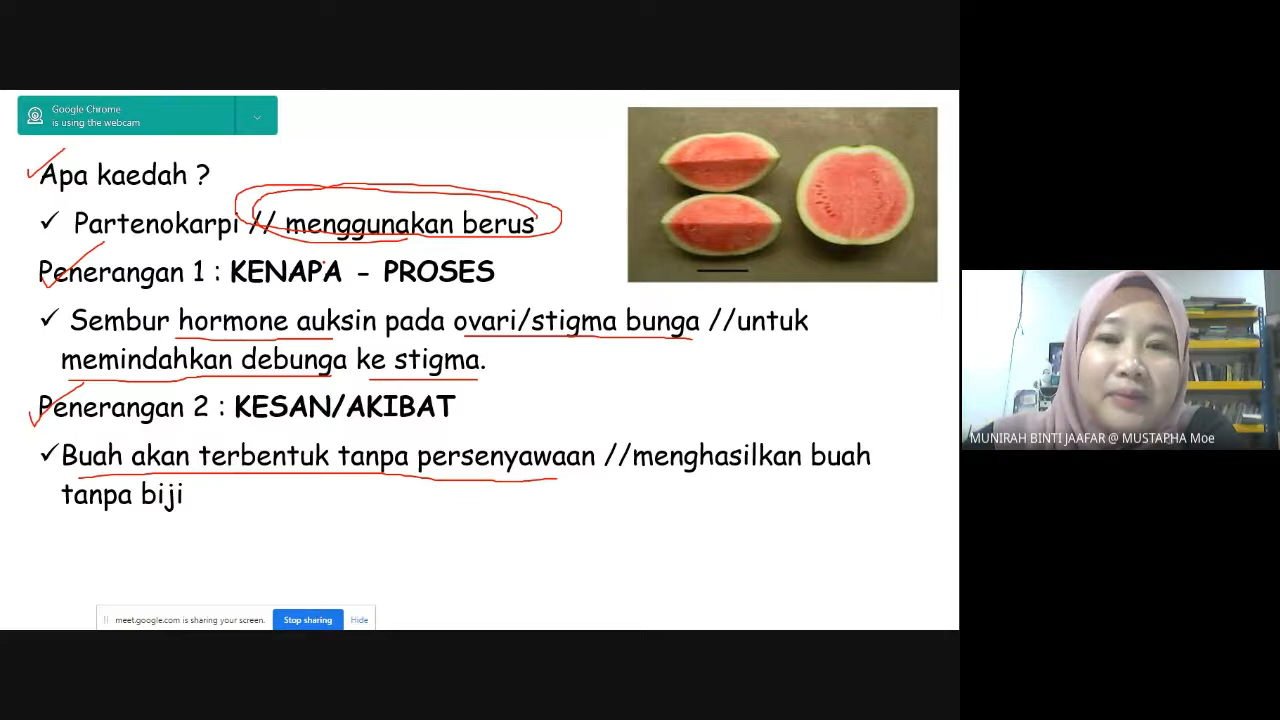 Google Chrome
is using the webcam
Apa kaedah ?
✓ Partenokarpi // menggunakan berus
Penerangan 1 : KENAPA - PROSES
✓ Sembur hormone auksin pada ovari/stigma bunga //untuk
memindahkan debunga ke stigma.
Penerangan 2 : KESAN/AKIBAT
✓Buah akan terbentuk tanpa persenyawaan //menghasilkan buah
tanpa biji
MUNIRAH BINTI JAAFAR @ MUSTAPHA Moe
meet.google.com is sharing your screen. Stop sharing Hide